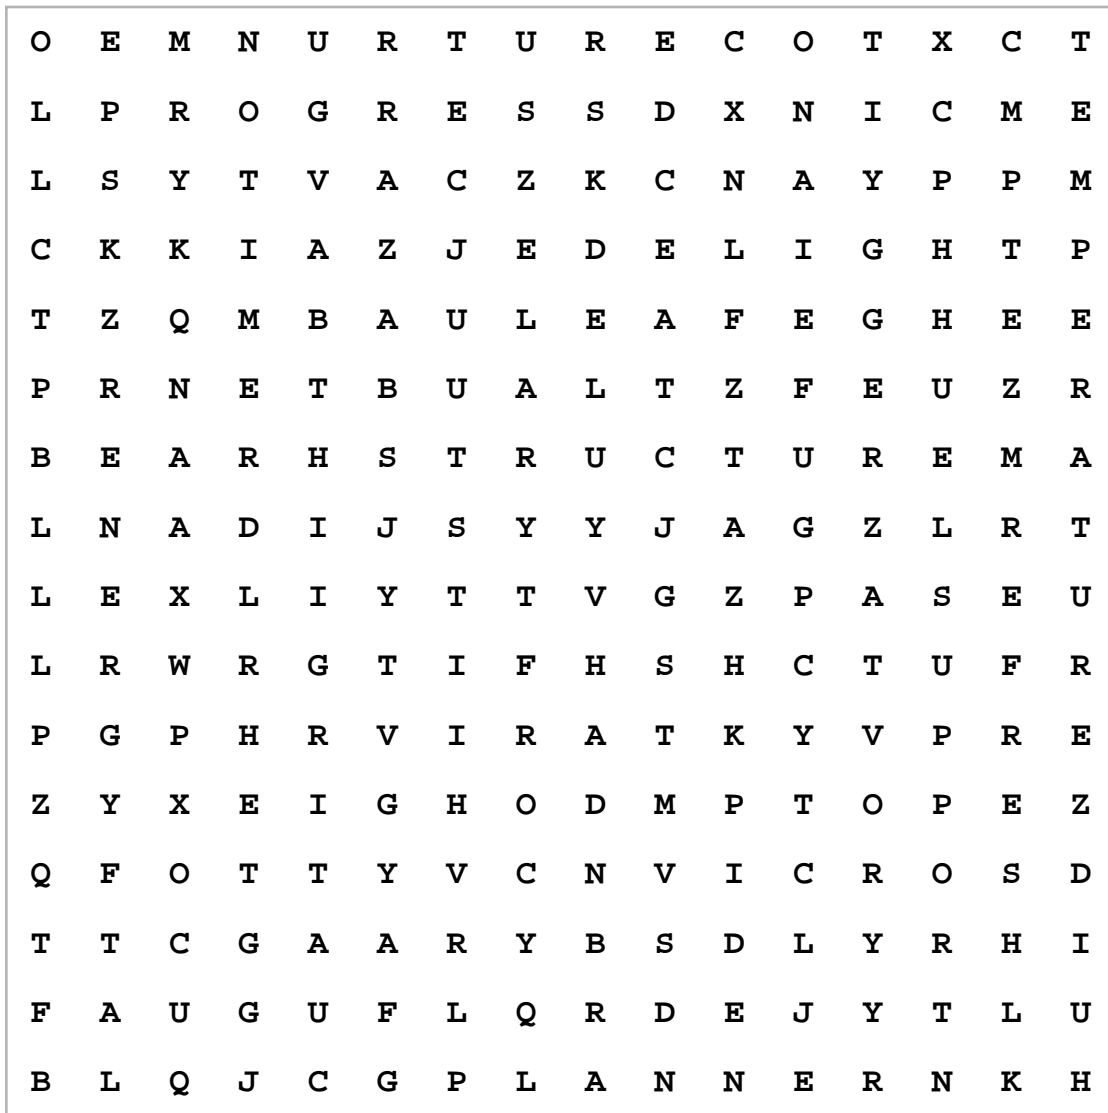 O E M N U R T U R E C O T X C T
L P R O G R E S S D X N I C M E
L S Y T V A C Z K C N A Y P P M
C K K I A Z J E D E L I G H T P
T Z Q M B A U L E A F E G H E E
P R N E T B U A L T Z F E U Z R
B E A R H S T R U C T U R E M A
L N A D I J S Y Y J A G Z L R T
L E X L I Y T T V G Z P A S E U
L R W R G T I F H S H C T U F R
P G P H R V I R A T K Y V P R E
Z Y X E I G H O D M P T O P E Z
Q F O T T Y V C N V I C R O S D
T T C G A A R Y B S D L Y R H I
F A U G U F L Q R D E J Y T L U
B L Q J C G P L A N N E R N K H